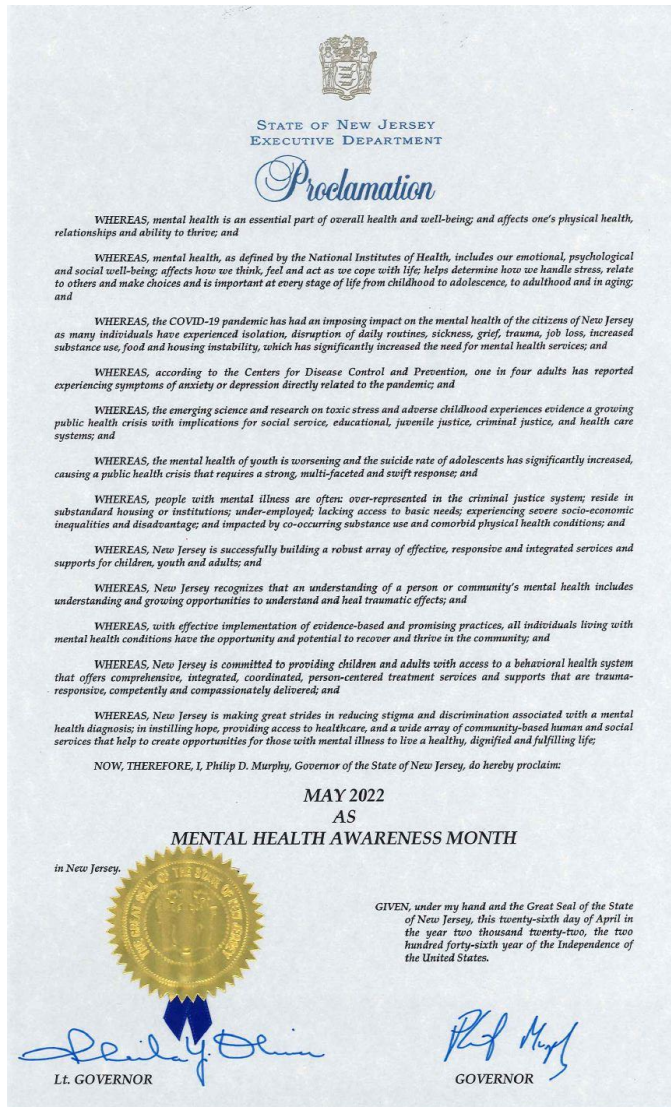 STATE OF NEW JERSEY
EXECUTIVE DEPARTMENT
Proclamation
WHEREAS, mental health is an essential part of overall health and well-being; and affects one's physical health,
relationships and ability to thrive; and
WHEREAS, mental health, as defined by the National Institutes of Health, includes our emotional, psychological
and social well-being; affects how we think, feel and act as we cope with life; helps determine how we handle stress, relate
to others and make choices and is important at every stage of life from childhood to adolescence, to adulthood and in aging;
and
WHEREAS, the COVID-19 pandemic has had an imposing impact on the mental health of the citizens of New Jersey
as many individuals have experienced isolation, disruption of daily routines, sickness, grief, trauma, job loss, increased
substance use, food and housing instability, which has significantly increased the need for mental health services; and
WHEREAS, according to the Centers for Disease Control and Prevention, one in four adults has reported
experiencing symptoms of anxiety or depression directly related to the pandemic; and
WHEREAS, the emerging science and research on toxic stress and adverse childhood experiences evidence a growing
public health crisis with implications for social service, educational, juvenile justice, criminal justice, and health care
systems; and
WHEREAS, the mental health of youth is worsening and the suicide rate of adolescents has significantly increased,
causing a public health crisis that requires a strong, multi-faceted and swift response; and
WHEREAS, people with mental illness are often: over-represented in the criminal justice system; reside in
substandard housing or institutions; under-employed; lacking access to basic needs; experiencing severe socio-economic
inequalities and disadvantage; and impacted by co-occurring substance use and comorbid physical health conditions; and
WHEREAS, New Jersey is successfully building a robust array of effective, responsive and integrated services and
supports for children, youth and adults; and
WHEREAS, New Jersey recognizes that an understanding of a person or community's mental health includes
understanding and growing opportunities to understand and heal traumatic effects; and
WHEREAS, with effective implementation of evidence-based and promising practices, all individuals living with
mental health conditions have the opportunity and potential to recover and thrive in the community; and
WHEREAS, New Jersey is committed to providing children and adults with access to a behavioral health system
that offers comprehensive, integrated, coordinated, person-centered treatment services and supports that are trauma-
responsive, competently and compassionately delivered; and
WHEREAS, New Jersey is making great strides in reducing stigma and discrimination associated with a mental
health diagnosis; in instilling hope, providing access to healthcare, and a wide array of community-based human and social
services that help to create opportunities for those with mental illness to live a healthy, dignified and fulfilling life;
NOW, THEREFORE, I, Philip D. Murphy, Governor of the State of New Jersey, do hereby proclaim:
MAY 2022
AS
MENTAL HEALTH AWARENESS MONTH
in New Jersey.
THE GREAT SEAL OF THE STATE OF NEW JERSEY
GIVEN, under my hand and the Great Seal of the State
of New Jersey, this twenty-sixth day of April in
the year two thousand twenty-two, the two
hundred forty-sixth year of the Independence of
the United States.
Lt. GOVERNOR
GOVERNOR